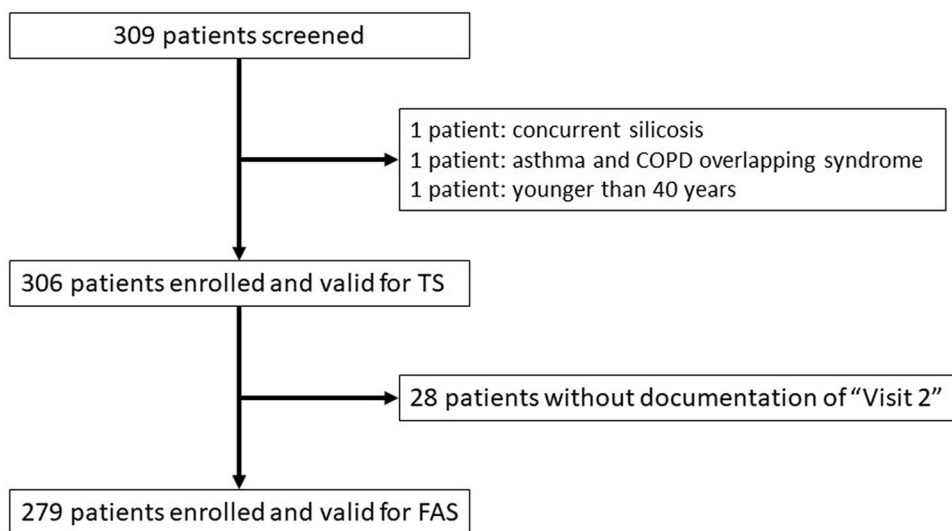 309 patients screened
1 patient: concurrent silicosis
1 patient: asthma and COPD overlapping syndrome
1 patient: younger than 40 years
306 patients enrolled and valid for TS
28 patients without documentation of “Visit 2”
279 patients enrolled and valid for FAS